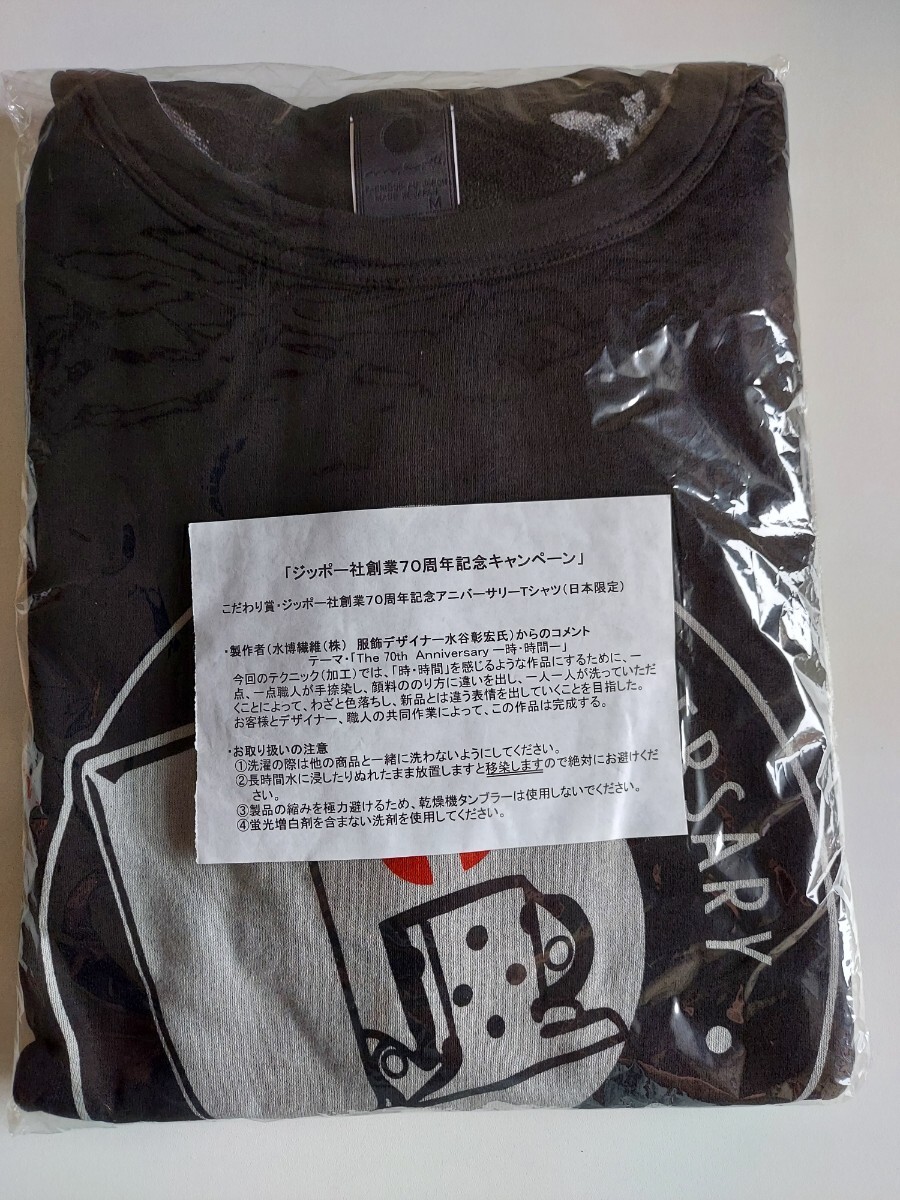 M
「ジッポー社創業70周年記念キャンペーン」
こだわり賞・ジッポー社創業70周年記念アニバーサリーTシャツ(日本限定)
・製作者(水博繊維(株) 服飾デザイナー水谷彰宏氏)からのコメント
テーマ・「The 70th Anniversary ー時・時間ー」
今回のテクニック(加工)では、「時・時間」を感じるような作品にするために、一
点、一点職人が手捺染し、顔料ののり方に違いを出し、一人一人が洗っていただ
くことによって、わざと色落ちし、新品とは違う表情を出していくことを目指した。
お客様とデザイナー、職人の共同作業によって、この作品は完成する。
・お取り扱いの注意
①洗濯の際は他の商品と一緒に洗わないようにしてください。
②長時間水に浸したりぬれたまま放置しますと移染しますので絶対にお避けくだ
さい。
③製品の縮みを極力避けるため、乾燥機タンブラーは使用しないでください。
④蛍光増白剤を含まない洗剤を使用してください。
RSARY